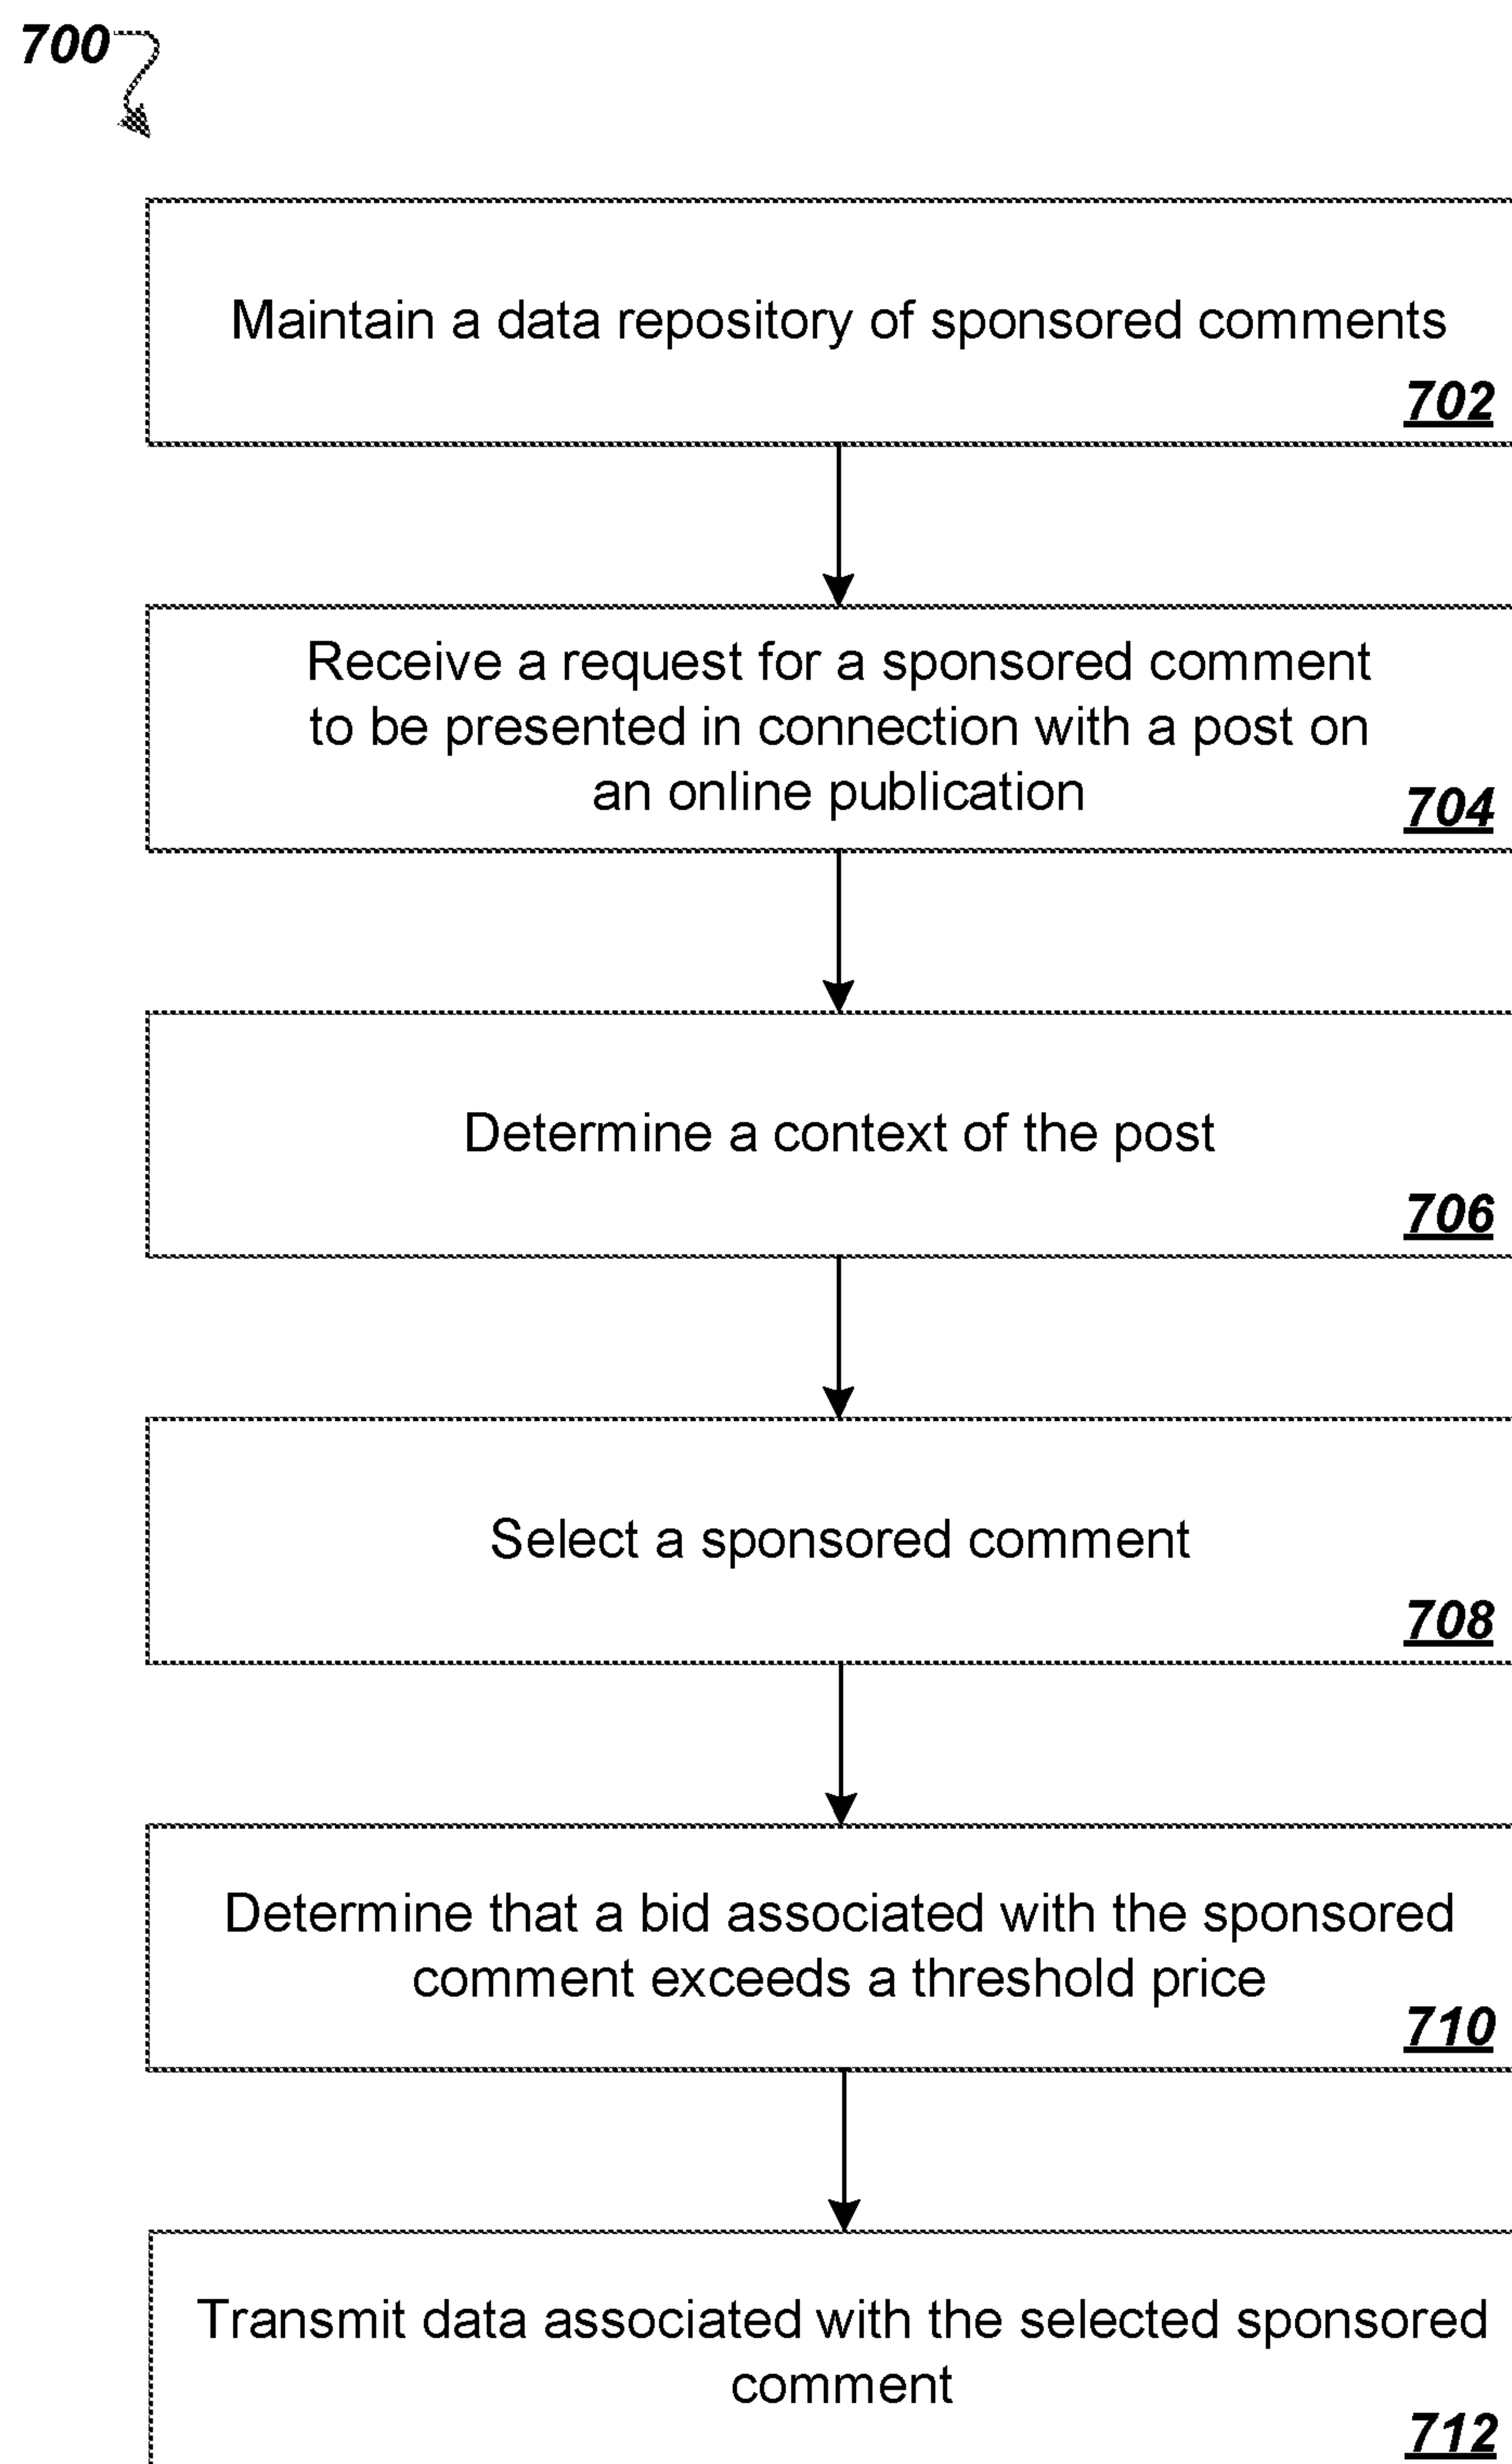 700
Maintain a data repository of sponsored comments
702
Receive a request for a sponsored comment
to be presented in connection with a post on
an online publication
704
Determine a context of the post
706
Select a sponsored comment
708
Determine that a bid associated with the sponsored
comment exceeds a threshold price
710
Transmit data associated with the selected sponsored
comment
712